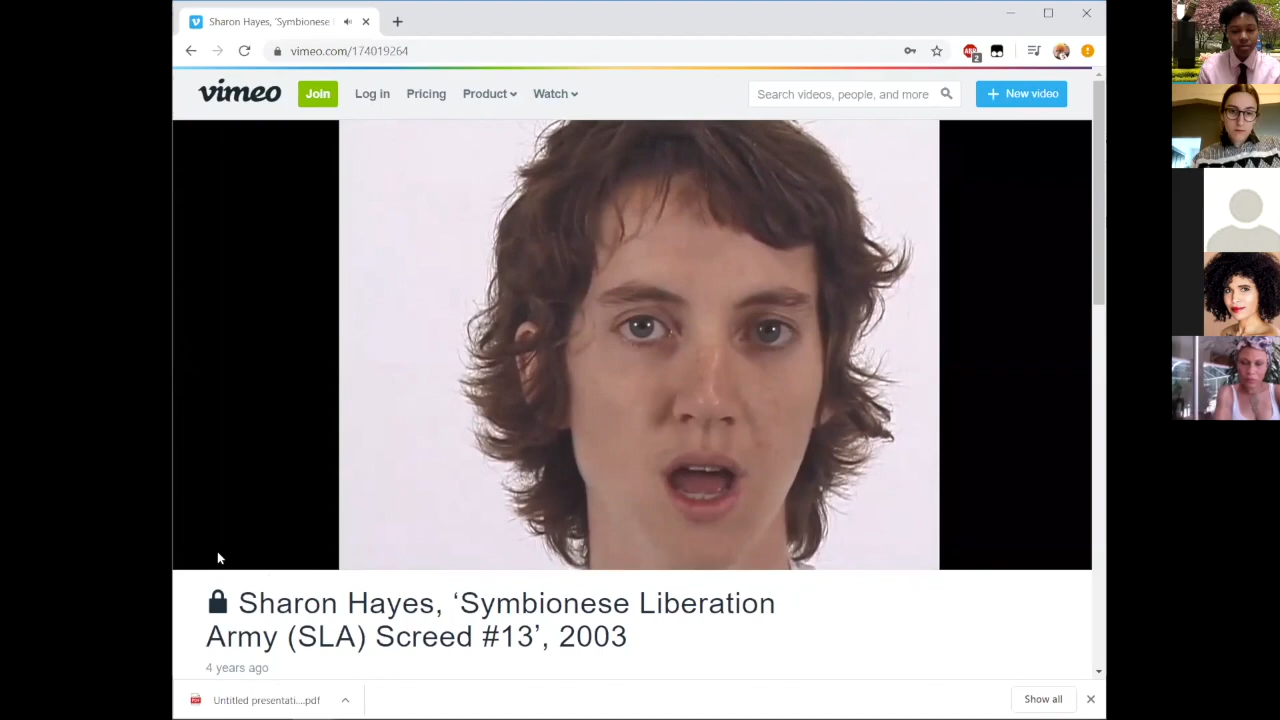 Sharon Hayes, 'Symbionese
vimeo.com/174019264
2
vimeo
Join
Log in
Pricing
Product
Watch
Search videos, people, and more
New video
Sharon Hayes, ‘Symbionese Liberation
Army (SLA) Screed #13’, 2003
4 years ago
Untitled presentati....pdf
Show all